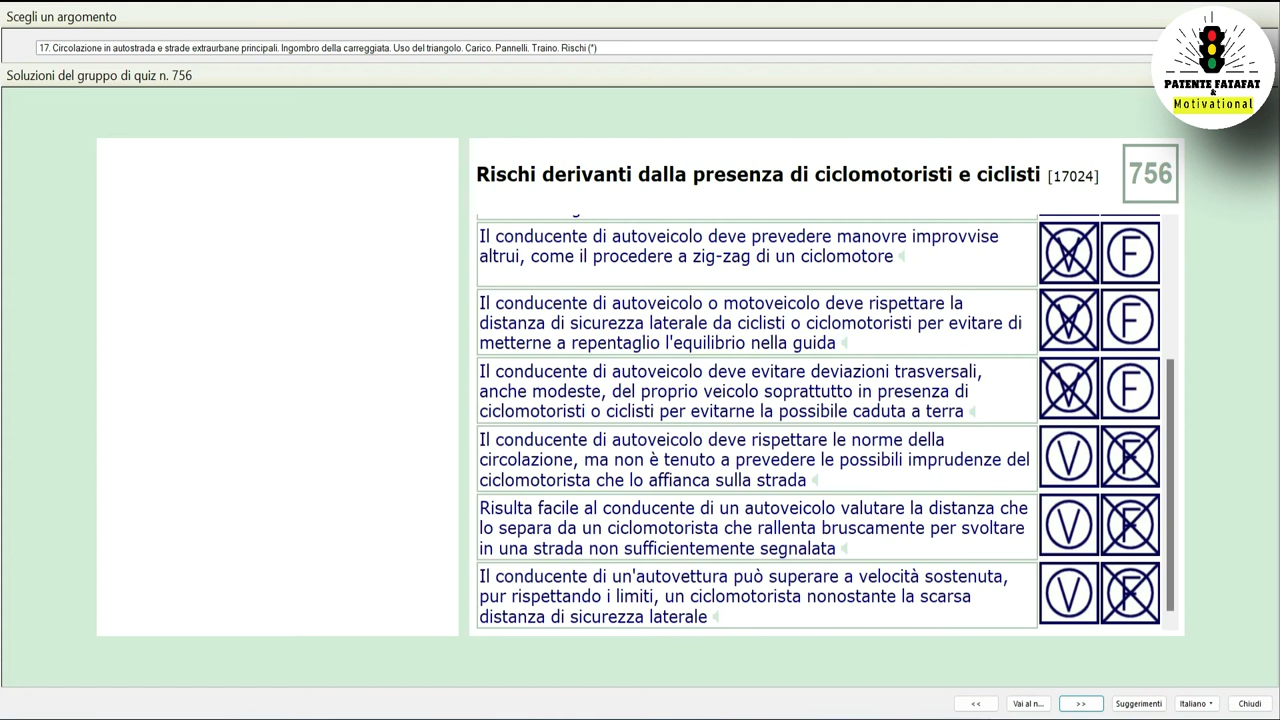 Scegli un argomento
17. Circolazione in autostrada e strade extraurbane principali. Ingombro della carreggiata. Uso del triangolo. Carico. Pannelli. Traino. Rischi (*)
Soluzioni del gruppo di quiz n. 756
PATENTE FATAFAT
&
Motivational
Rischi derivanti dalla presenza di ciclomotoristi e ciclisti [17024]
756
Il conducente di autoveicolo deve prevedere manovre improvvise
altrui, come il procedere a zig-zag di un ciclomotore
V F
Il conducente di autoveicolo o motoveicolo deve rispettare la
distanza di sicurezza laterale da ciclisti o ciclomotoristi per evitare di
metterne a repentaglio l'equilibrio nella guida
V F
Il conducente di autoveicolo deve evitare deviazioni trasversali,
anche modeste, del proprio veicolo soprattutto in presenza di
ciclomotoristi o ciclisti per evitarne la possibile caduta a terra
V F
Il conducente di autoveicolo deve rispettare le norme della
circolazione, ma non è tenuto a prevedere le possibili imprudenze del
ciclomotorista che lo affianca sulla strada
V F
Risulta facile al conducente di un autoveicolo valutare la distanza che
lo separa da un ciclomotorista che rallenta bruscamente per svoltare
in una strada non sufficientemente segnalata
V F
Il conducente di un'autovettura può superare a velocità sostenuta,
pur rispettando i limiti, un ciclomotorista nonostante la scarsa
distanza di sicurezza laterale
V F
<< Vai al n... >> Suggerimenti Italiano Chiudi